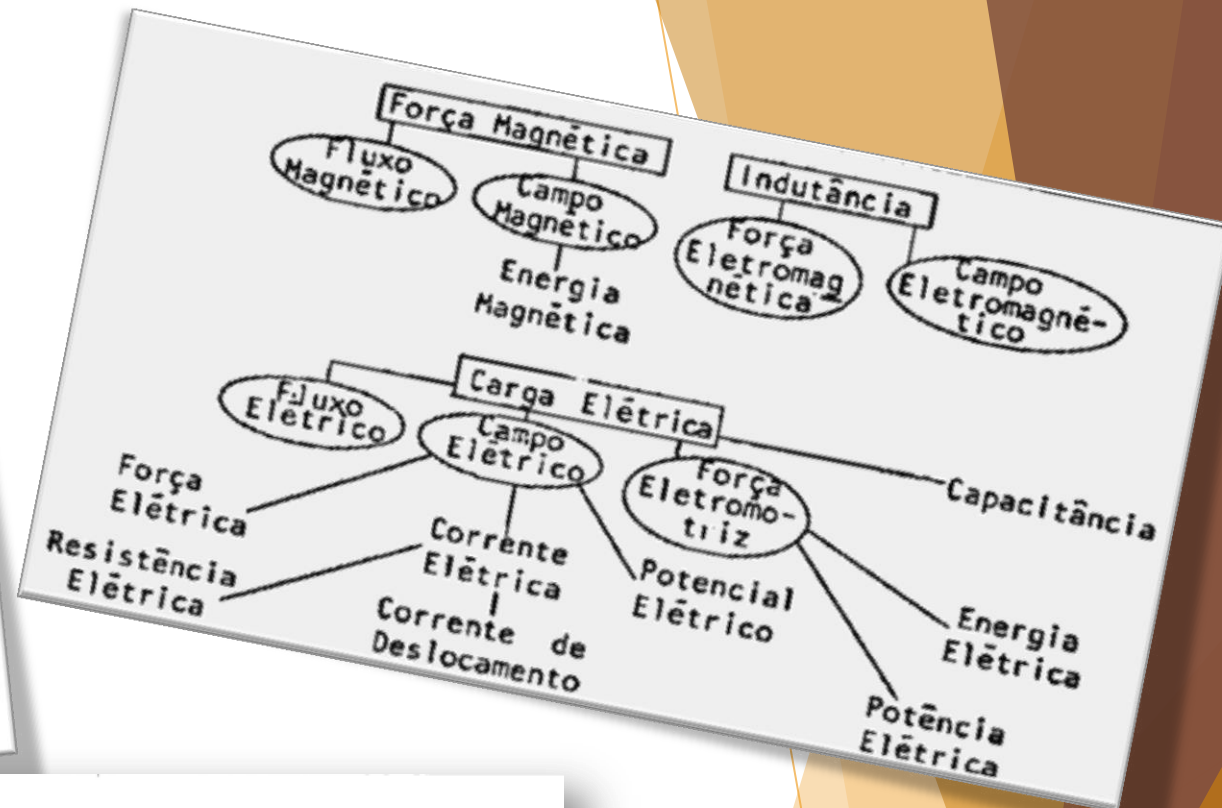 Força Magnética
Fluxo
Magnético
Campo
Magnético
Energia
Magnética
Indutância
Força
Eletromag
nética
Campo
Eletromagné-
tico
Carga Elétrica
Fluxo
Elétrico
Campo
Elétrico
Força
Eletromo-
triz
Capacitância
Força
Elétrica
Resistência
Elétrica
Corrente
Elétrica
Corrente de
Deslocamento
Potencial
Elétrico
Energia
Elétrica
Potência
Elétrica